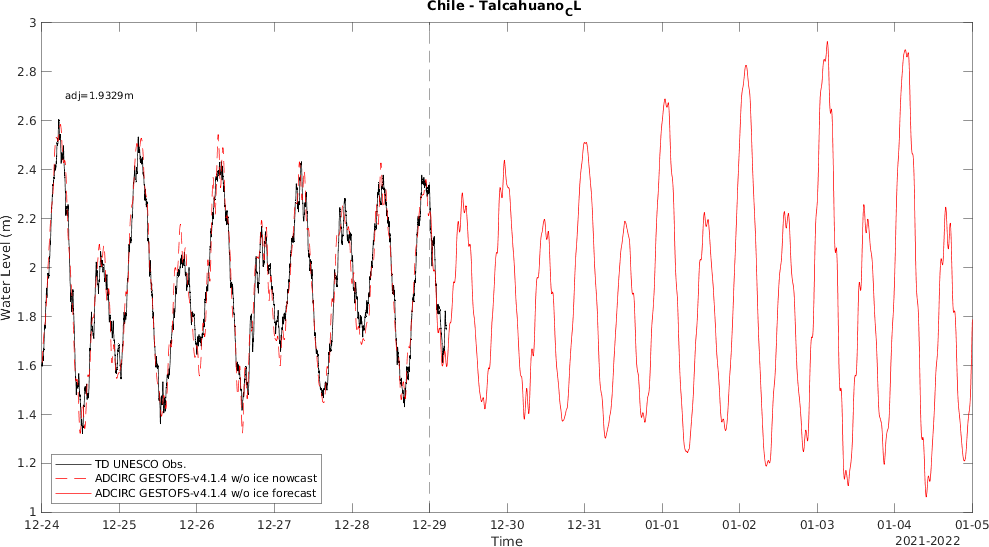 Chile - Talcahuano_CL
3
2.8
2.6
2.4
2.2
2
1.8
1.6
1.4
1.2
1
Water Level (m)
adj=1.9329m
TD UNESCO Obs.
ADCIRC GESTOFS-v4.1.4 w/o ice nowcast
ADCIRC GESTOFS-v4.1.4 w/o ice forecast
12-24 12-25 12-26 12-27 12-28 12-29 12-30 12-31 01-01 01-02 01-03 01-04 01-05
Time
2021-2022